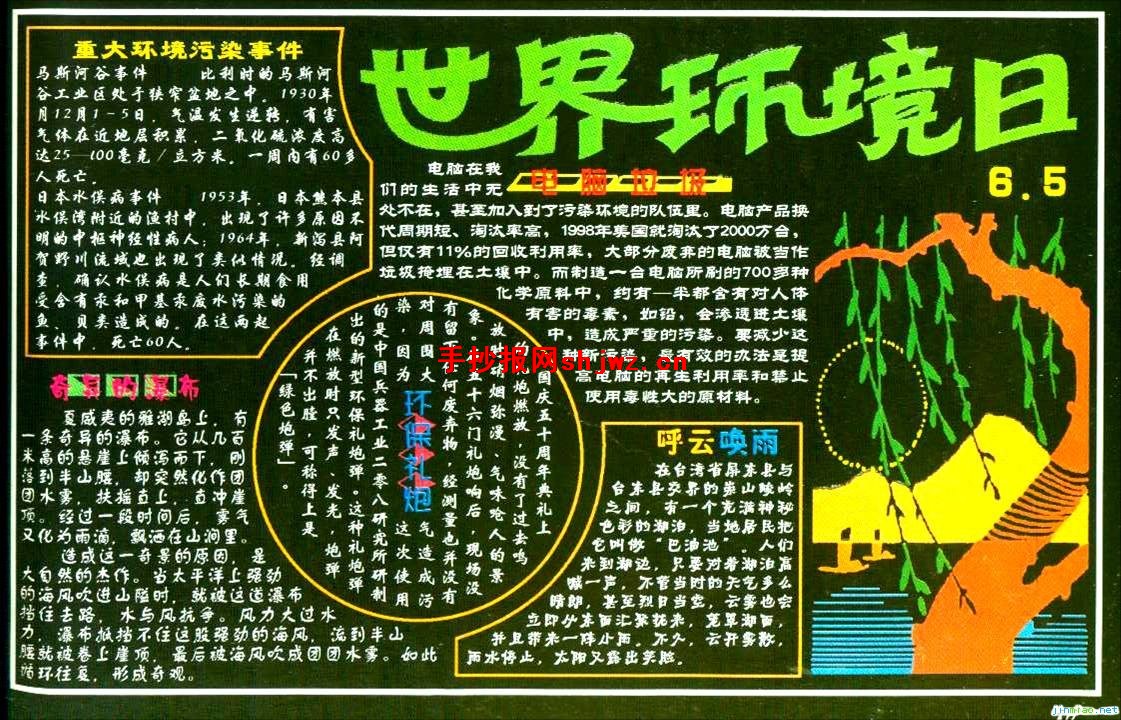 世界环境日
6.5
重大环境污染事件
马斯河谷事件 比利时的马斯河
谷工业区处于狭窄盆地之中，1930年
月12月1-5日，气温发生逆转，有害
气体在近地层积累，二氧化硫浓度高
达25—100毫克/立方米，一周内有60多
人死亡。
日本水俣病事件 1953年，日本熊本县
水俣湾附近的渔村中，出现了许多原因不
明的中枢神经性病人；1964年，新泻县阿
贺野川流域也出现了类似情况，经调
查，确认水俣病是人们长期食用
受含有汞和甲基汞废水污染的
鱼、贝类造成的，在这两起
事件中，死亡60人。
电脑垃圾
电脑在我
们的生活中无
处不在，甚至加入到了污染环境的队伍里。电脑产品换
代周期短、淘汰率高，1998年美国就淘汰了2000万台，
但仅有11%的回收利用率，大部分废弃的电脑被当作
垃圾掩埋在土壤中。而制造一台电脑所刷的700多种
化学原料中，约有一半都含有对人体
有害的毒素，如铅，会渗透进土壤
中，造成严重的污染。要减少这
种新污染，最有效的办法是提
高电脑的再生利用率和禁止
使用毒性大的原材料。
手抄报网shjwz.cn
奇异的瀑布
夏威夷的雅湖岛上，有
一条奇异的瀑布。它从几百
米高的悬崖上倾泻而下，刚
落到半山腰，却突然化作团
团水雾，扶摇直上，直冲崖
顶。经过一段时间后，雾气
又化为雨滴，飘洒在山涧里。
造成这一奇景的原因，是
大自然的杰作。当太平洋上强劲
的海风吹进山隘时，就被这道瀑布
挡住去路，水与风抗争。风力大过水
力，瀑布抵挡不住这股强劲的海风，流到半山
腰就被卷上崖顶，最后被海风吹成团团水雾。如此
循环往复，形成奇观。
环保礼炮
国庆五十周年典礼上
的礼炮燃放，没有了过去鸣
放时硝烟弥漫、气味呛人的景
象。五十六门礼炮响后，现场没
有留下任何废弃物，经测量也并没有
对周围大气造成污
染，因为这次使用
的是中国兵器工业二零八研究所研制
出的新型环保礼炮弹。这种礼炮弹
在燃放时只发声、发光，炮弹
并不出膛，可称得上是
「绿色炮弹」。
呼云唤雨
在台湾省屏东县与
台东县交界的崇山峻岭
之间，有一个充满神秘
色彩的湖泊，当地居民把
它叫做“巴油池”。人们
来到湖边，只要对着湖泊高
喊一声，不管当时的天气多么
晴朗，甚至烈日当空，云雾也会
立即从东面汇聚拢来，笼罩湖面，
并且带来一阵小雨。不久，云开雾散，
雨水停止，太阳又露出笑脸。
jinmiao.net